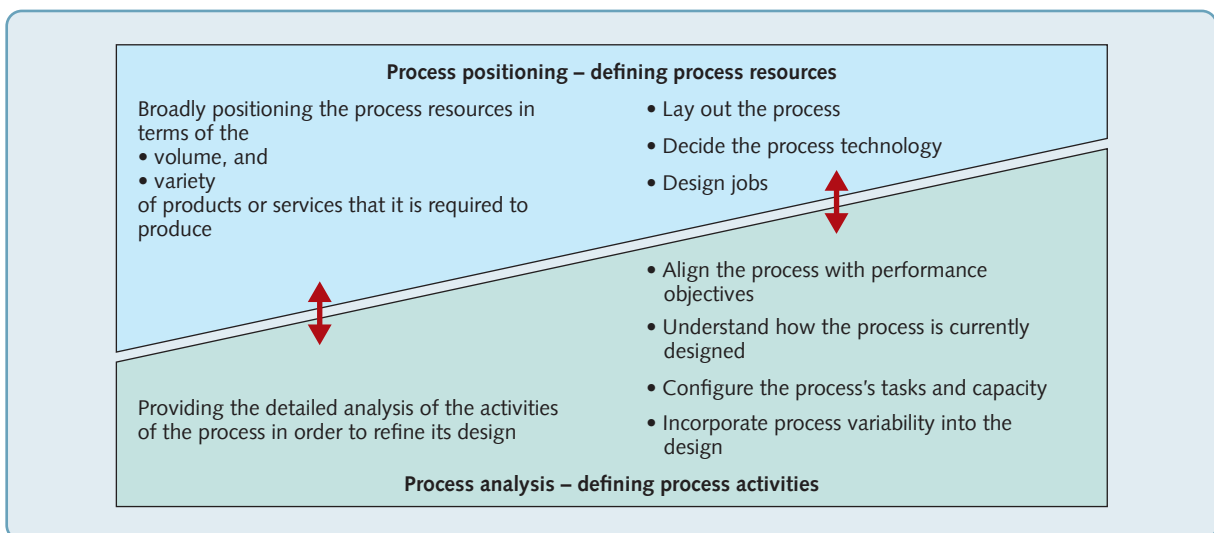 Process positioning – defining process resources
Broadly positioning the process resources in
terms of the
• volume, and
• variety
of products or services that it is required to
produce
• Lay out the process
• Decide the process technology
• Design jobs
• Align the process with performance
objectives
• Understand how the process is currently
designed
• Configure the process’s tasks and capacity
• Incorporate process variability into the
design
Providing the detailed analysis of the activities
of the process in order to refine its design
Process analysis – defining process activities